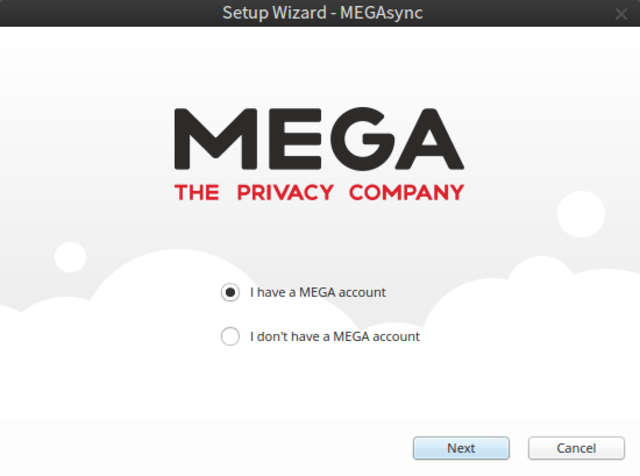 Setup Wizard - MEGAsync
MEGA
THE PRIVACY COMPANY
I have a MEGA account
I don't have a MEGA account
Next
Cancel